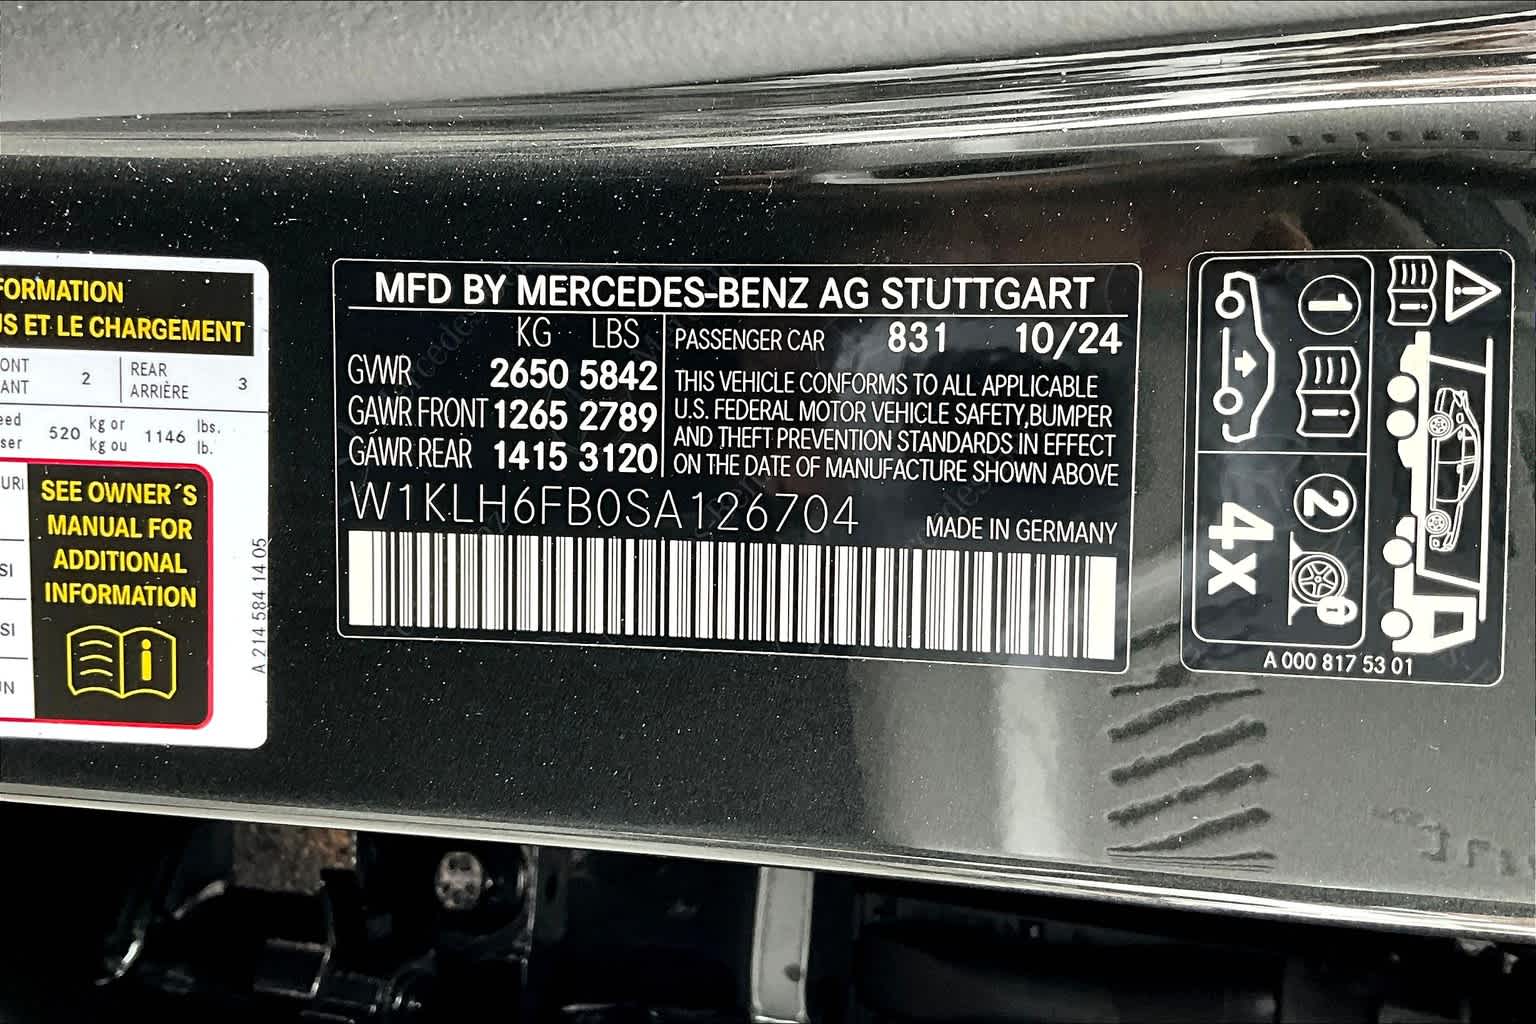 FORMATION
S ET LE CHARGEMENT
ONT
ANT
2
REAR
ARRIÈRE
3
eed
ser
520
kg or
kg ou
1146
lbs.
lb.
URI
SI
SI
UN
SEE OWNER´S
MANUAL FOR
ADDITIONAL
INFORMATION
A 214 584 14 05
MFD BY MERCEDES-BENZ AG STUTTGART
KG LBS
GVWR 2650 5842
GAWR FRONT 1265 2789
GAWR REAR 1415 3120
PASSENGER CAR 831 10/24
THIS VEHICLE CONFORMS TO ALL APPLICABLE
U.S. FEDERAL MOTOR VEHICLE SAFETY,BUMPER
AND THEFT PREVENTION STANDARDS IN EFFECT
ON THE DATE OF MANUFACTURE SHOWN ABOVE
W1KLH6FB0SA126704
MADE IN GERMANY
1
2
4x
A 000 817 53 01